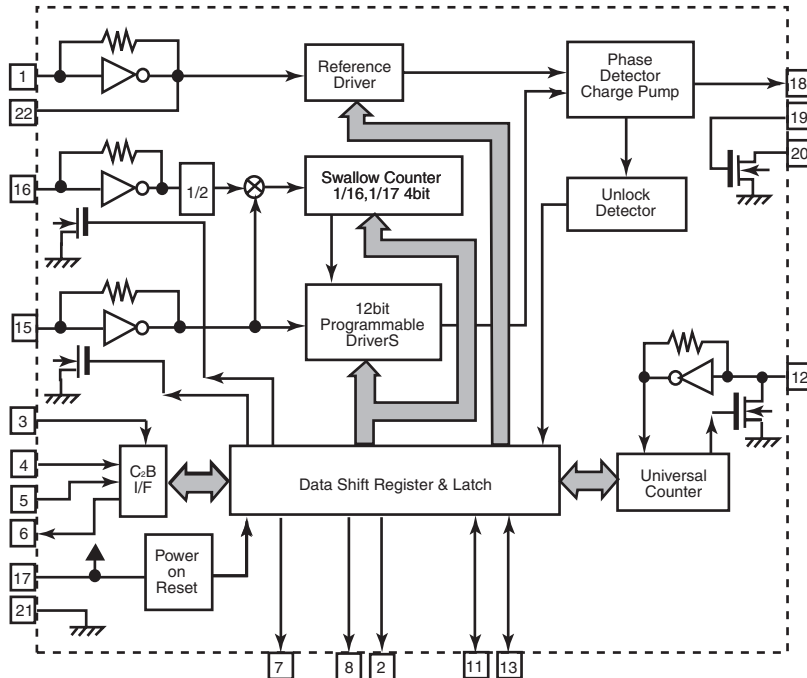 1
22
16
15
3
4
5
6
17
21
Reference
Driver
Phase
Detector
Charge Pump
18
19
20
1/2
Swallow Counter
1/16,1/17 4bit
Unlock
Detector
12bit
Programmable
DriverS
12
C₂B
I/F
Data Shift Register & Latch
Universal
Counter
Power
on
Reset
7
8
2
11
13